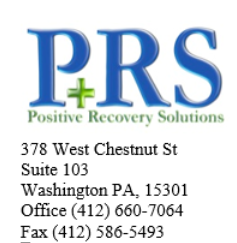 P+RS
Positive Recovery Solutions
378 West Chestnut St
Suite 103
Washington PA, 15301
Office (412) 660-7064
Fax (412) 586-5493